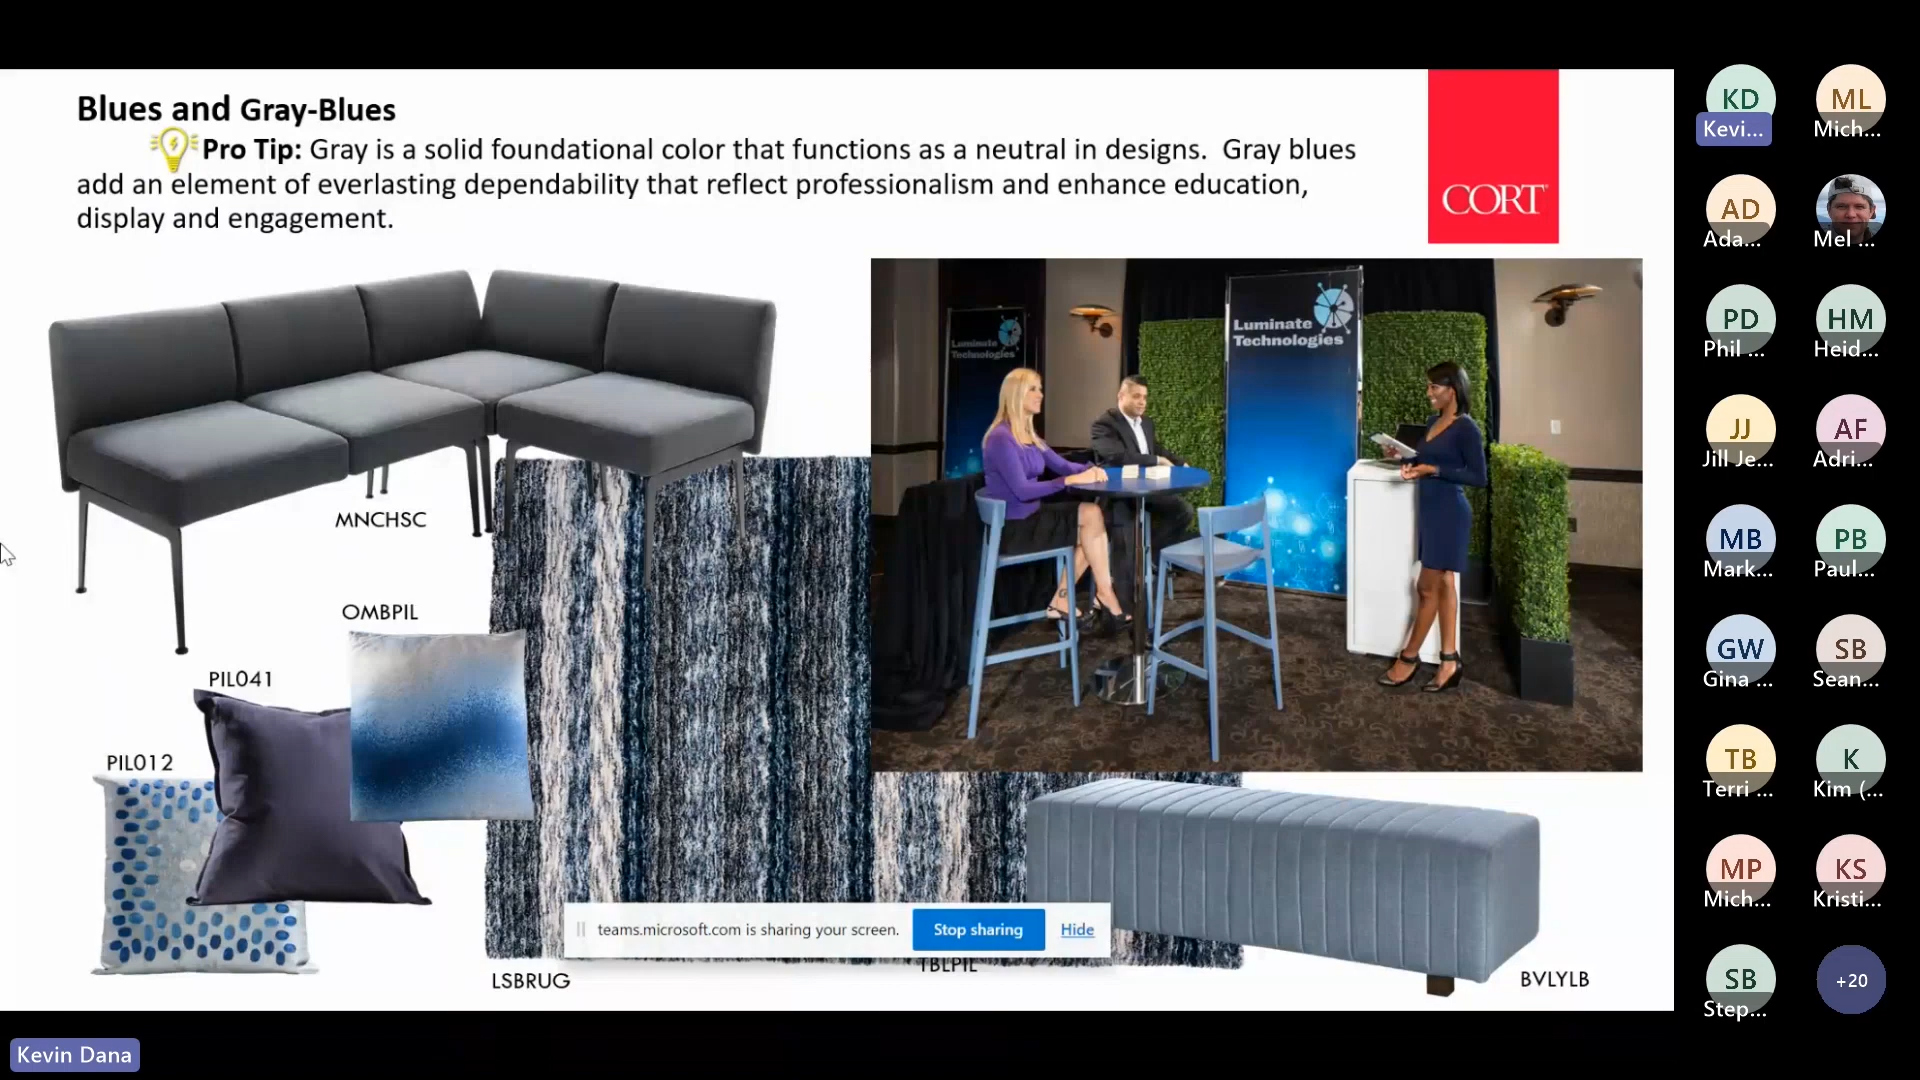 Blues and Gray-Blues
Pro Tip: Gray is a solid foundational color that functions as a neutral in designs.  Gray blues
add an element of everlasting dependability that reflect professionalism and enhance education,
display and engagement.
CORT
MNCHSC
OMBPIL
PIL041
PIL012
LSBRUG
TBLPIL
BVLYLB
Luminate
Technologies
Luminate
Technologies
teams.microsoft.com is sharing your screen.
Stop sharing
Hide
KD
Kevi...
ML
Mich...
AD
Ada...
Mel ...
PD
Phil ...
HM
Heid...
JJ
Jill Je...
AF
Adri...
MB
Mark...
PB
Paul...
GW
Gina ...
SB
Sean...
TB
Terri ...
K
Kim (...
MP
Mich...
KS
Kristi...
SB
Step...
+20
Kevin Dana